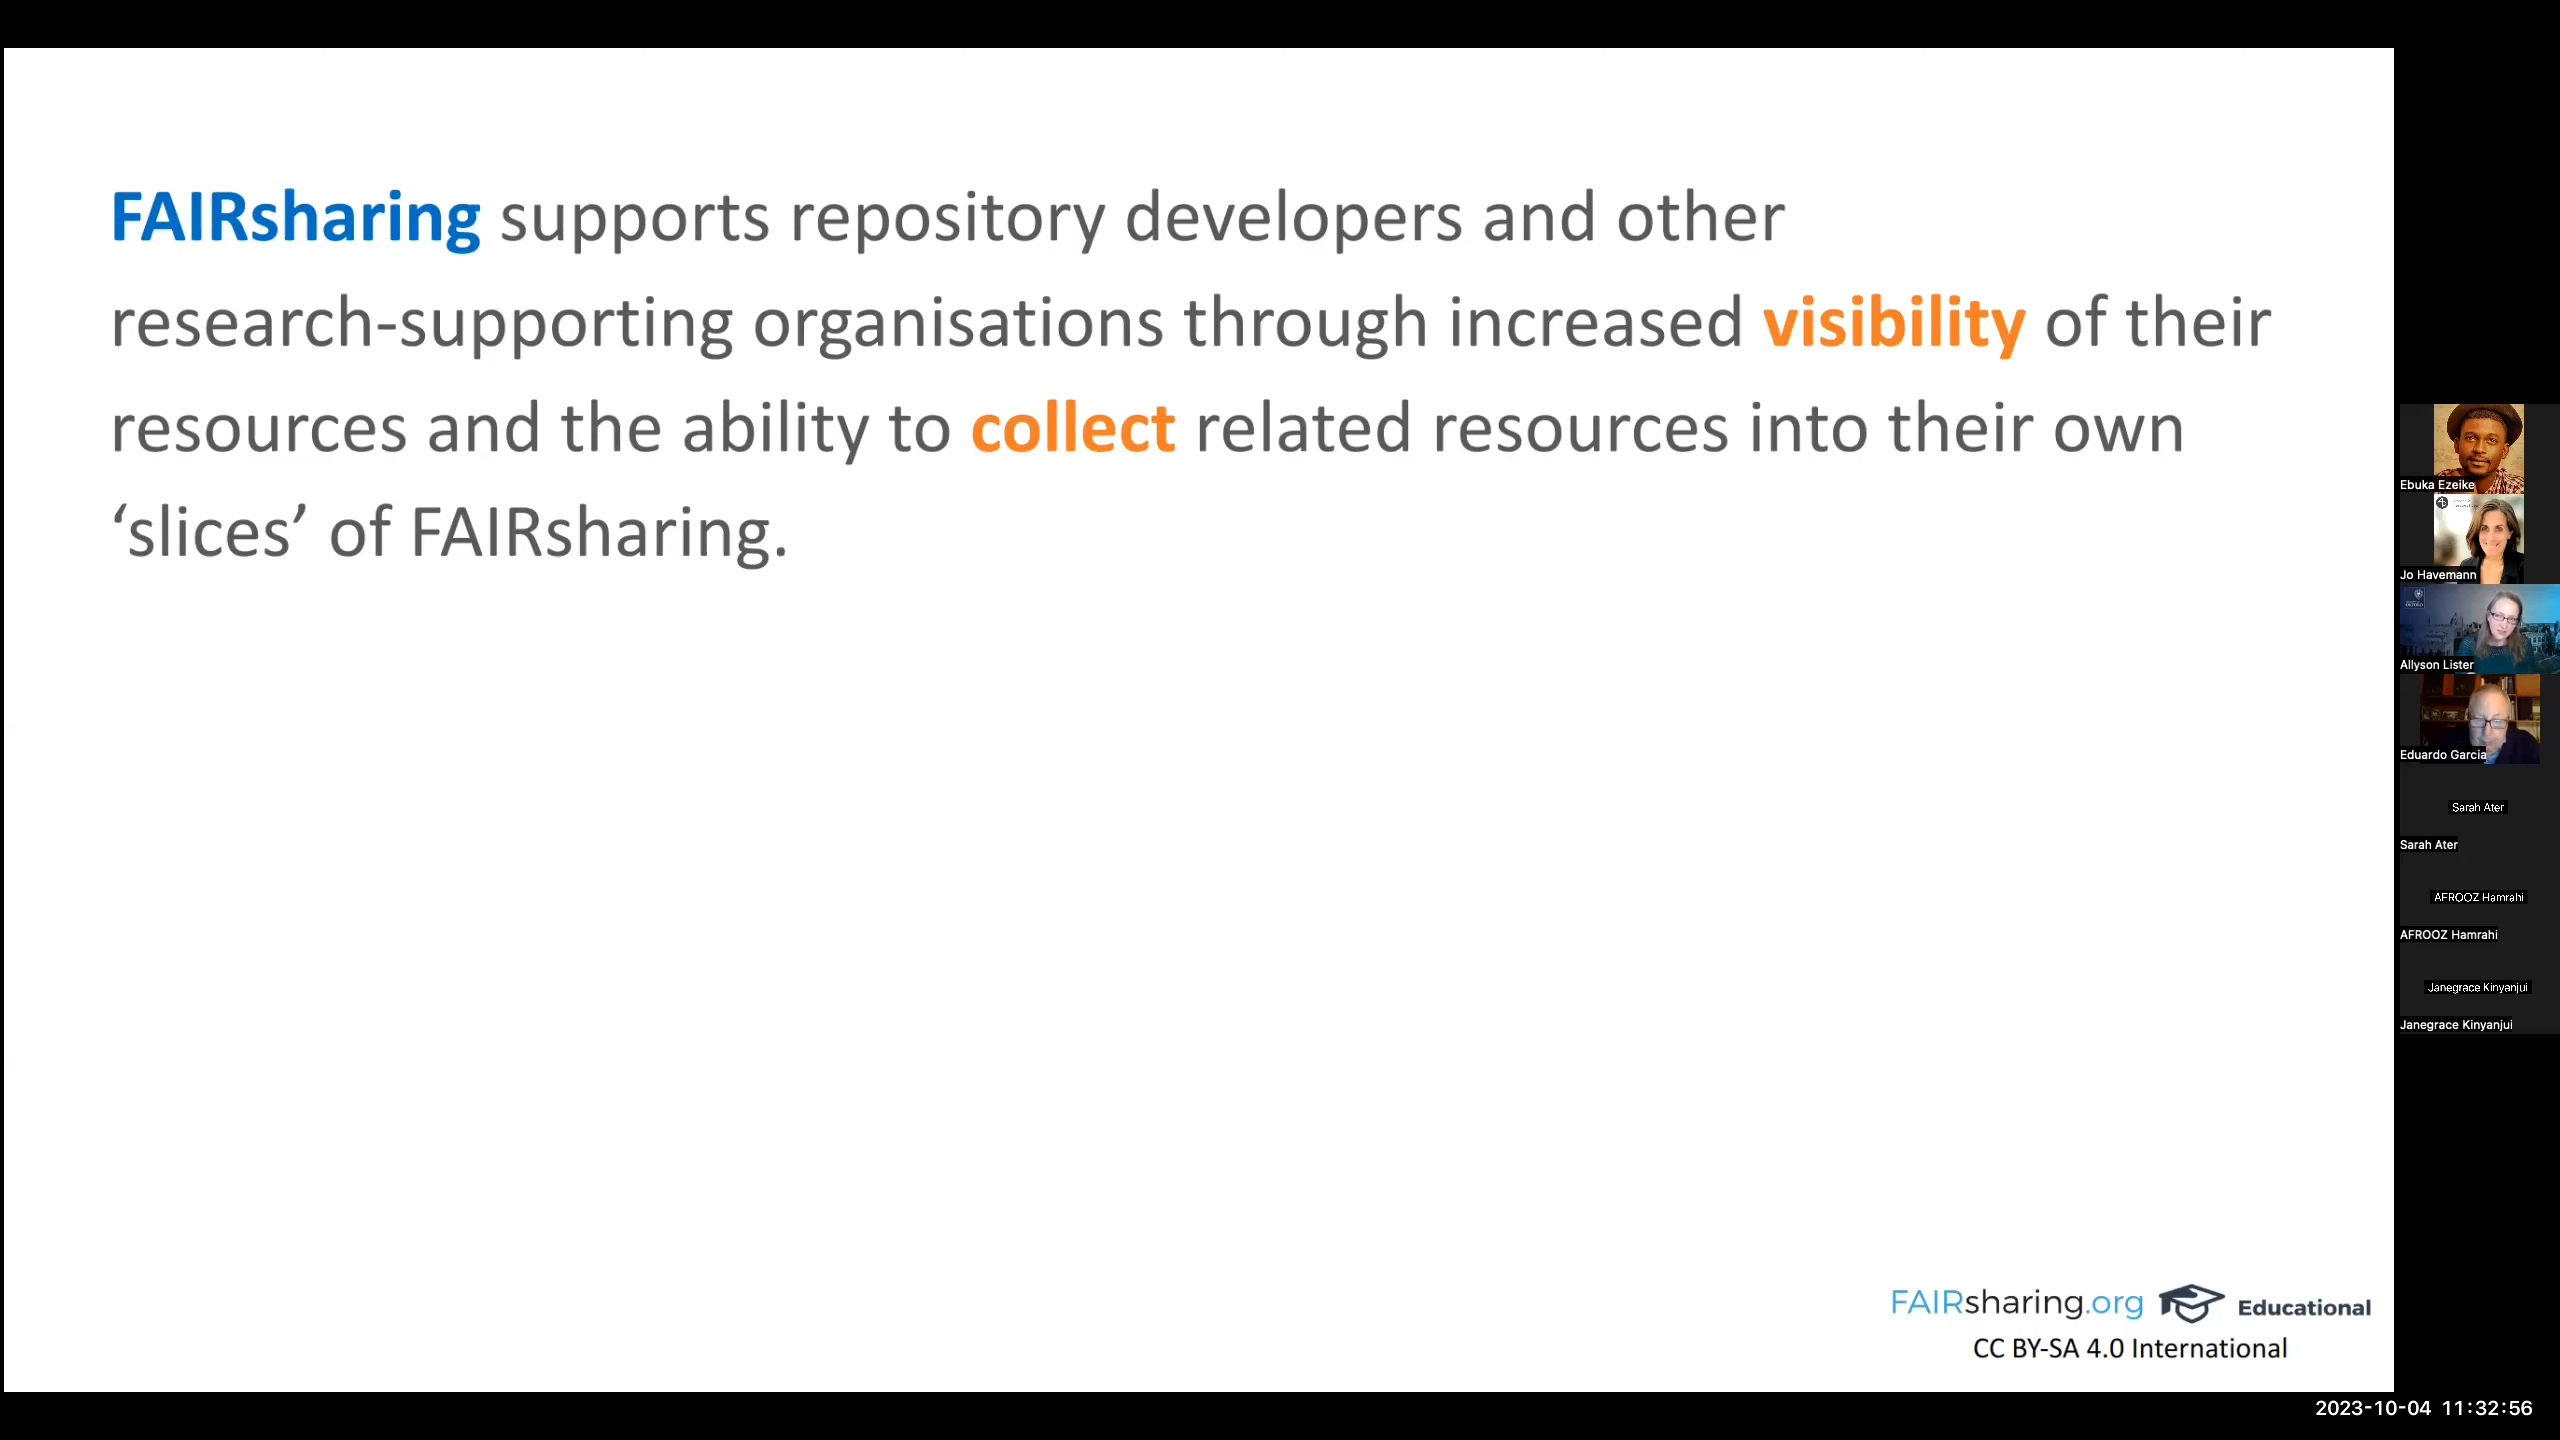 FAIRsharing supports repository developers and other
research-supporting organisations through increased visibility of their
resources and the ability to collect related resources into their own
‘slices’ of FAIRsharing.
Ebuka Ezeike
Jo Havemann
Allyson Lister
Eduardo Garcia
Sarah Ater
Sarah Ater
AFROOZ Hamrahi
AFROOZ Hamrahi
Janegrace Kinyanjui
Janegrace Kinyanjui
FAIRsharing.org Educational
CC BY-SA 4.0 International
2023-10-04 11:32:56